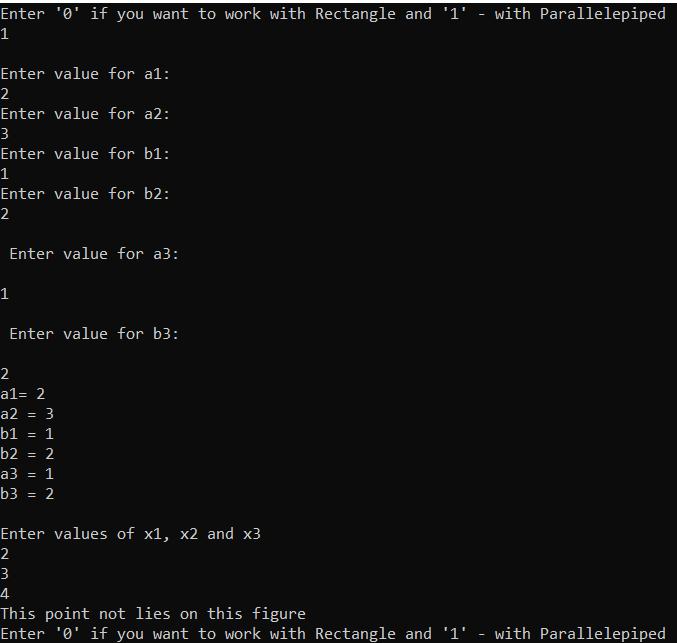 Enter '0' if you want to work with Rectangle and '1' - with Parallelepiped
1
Enter value for a1:
2
Enter value for a2:
3
Enter value for b1:
1
Enter value for b2:
2
Enter value for a3:
1
Enter value for b3:
2
a1= 2
a2 = 3
b1 = 1
b2 = 2
a3 = 1
b3 = 2
Enter values of x1, x2 and x3
2
3
4
This point not lies on this figure
Enter '0' if you want to work with Rectangle and '1' - with Parallelepiped